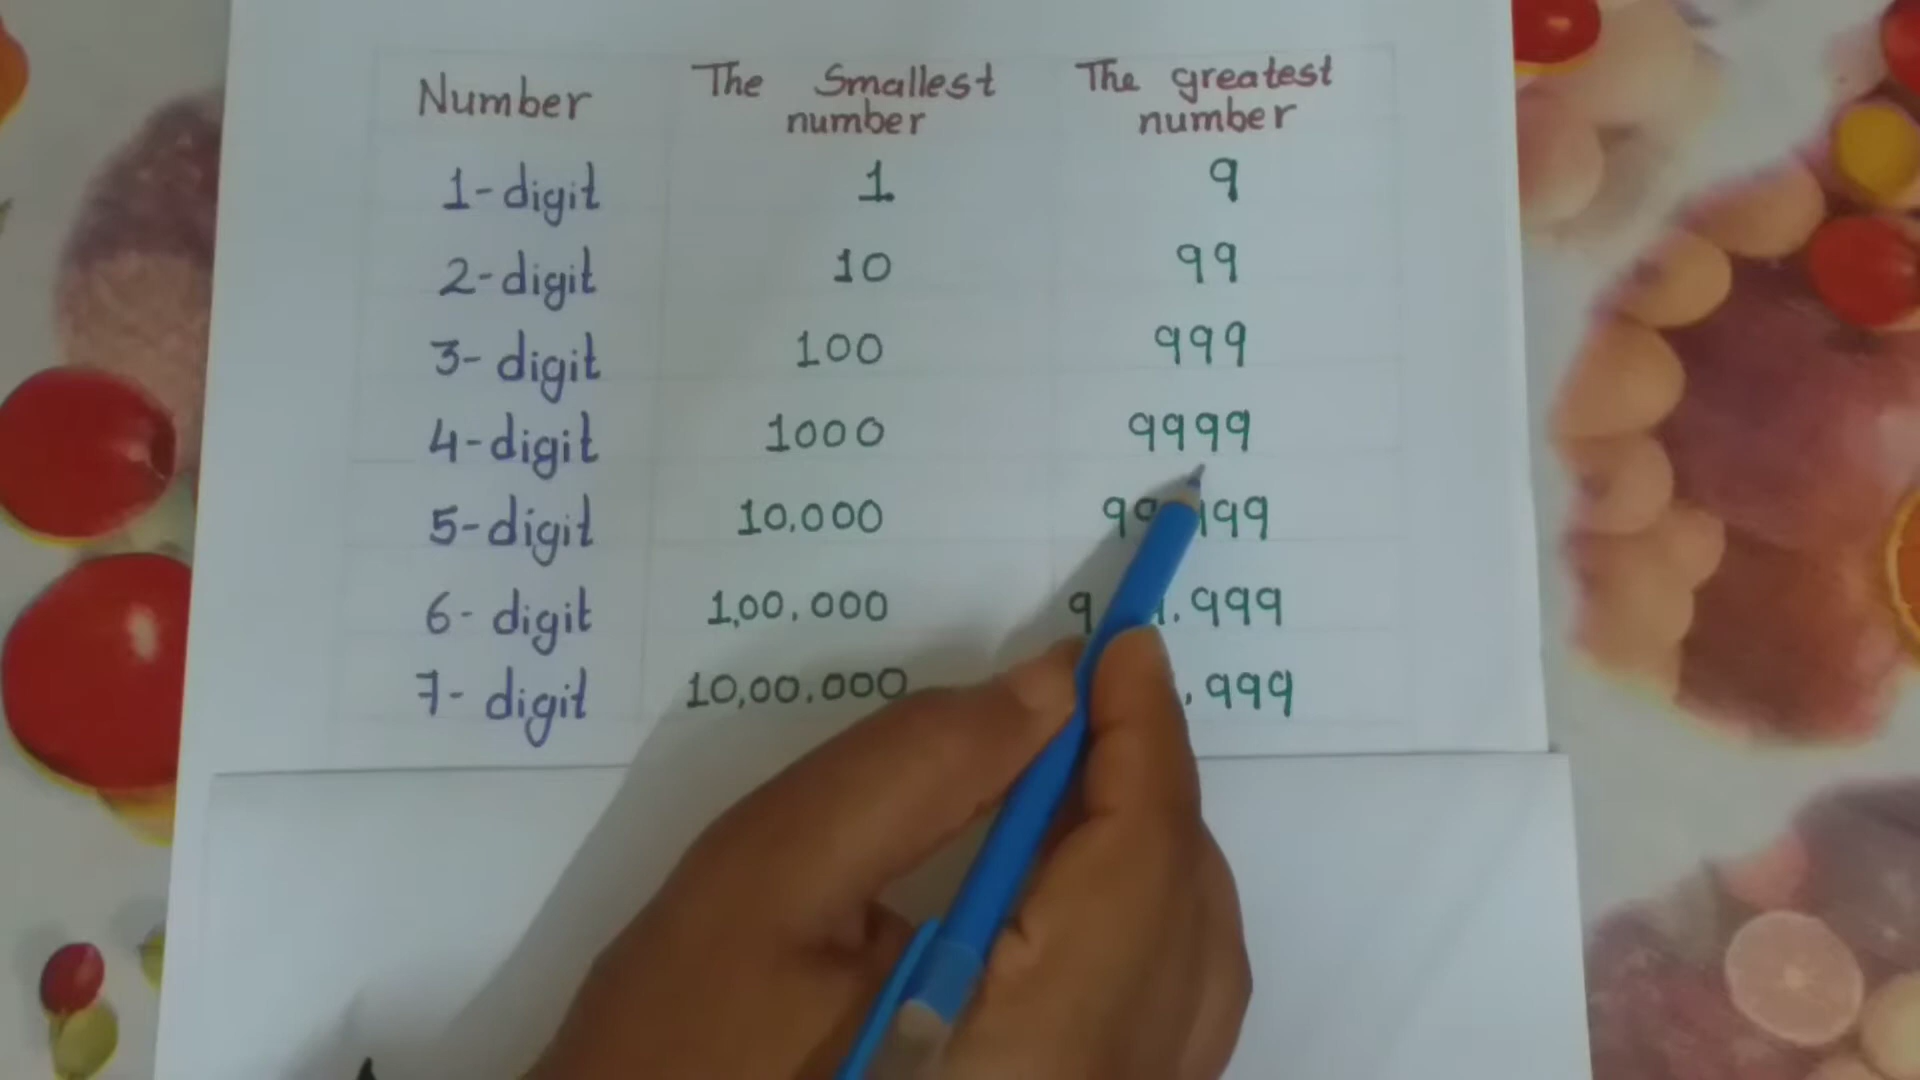 Number The Smallest number The greatest number
1-digit 1 9
2-digit 10 99
3-digit 100 999
4-digit 1000 9999
5-digit 10,000
6-digit 1,00,000
7-digit 10,00,000